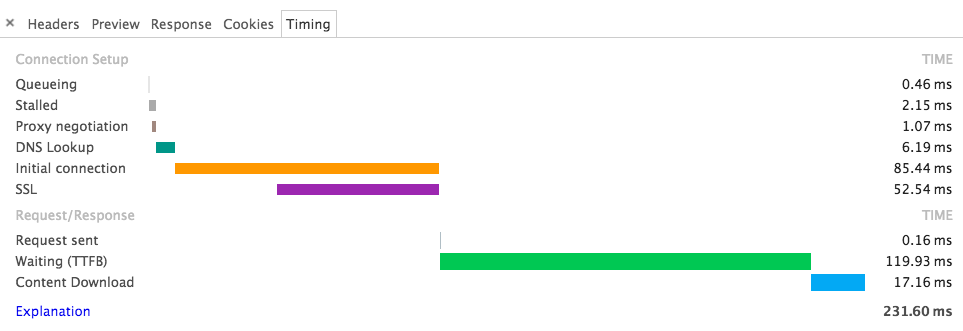 × Headers Preview Response Cookies Timing
Connection Setup TIME
Queueing 0.46 ms
Stalled 2.15 ms
Proxy negotiation 1.07 ms
DNS Lookup 6.19 ms
Initial connection 85.44 ms
SSL 52.54 ms
Request/Response TIME
Request sent 0.16 ms
Waiting (TTFB) 119.93 ms
Content Download 17.16 ms
Explanation 231.60 ms